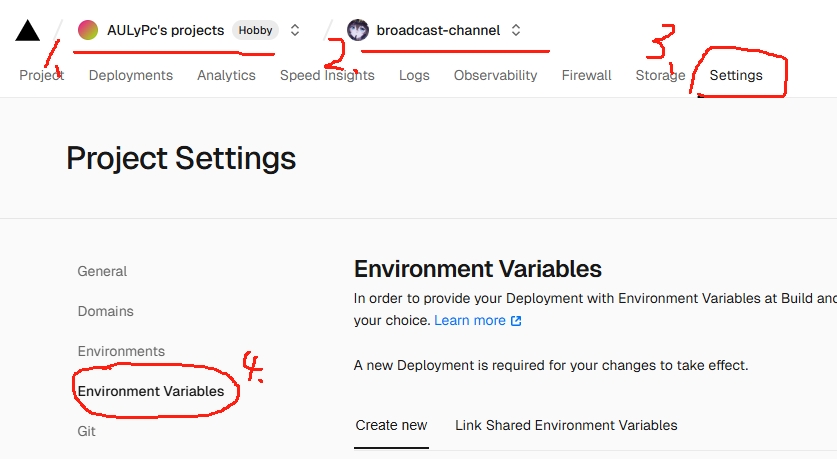 AULyPc's projects Hobby broadcast-channel
1. 2. 3.
Project Deployments Analytics Speed Insights Logs Observability Firewall Storage Settings
Project Settings
General
Domains
Environments
Environment Variables 4.
Git
Environment Variables
In order to provide your Deployment with Environment Variables at Build and
your choice. Learn more
A new Deployment is required for your changes to take effect.
Create new Link Shared Environment Variables